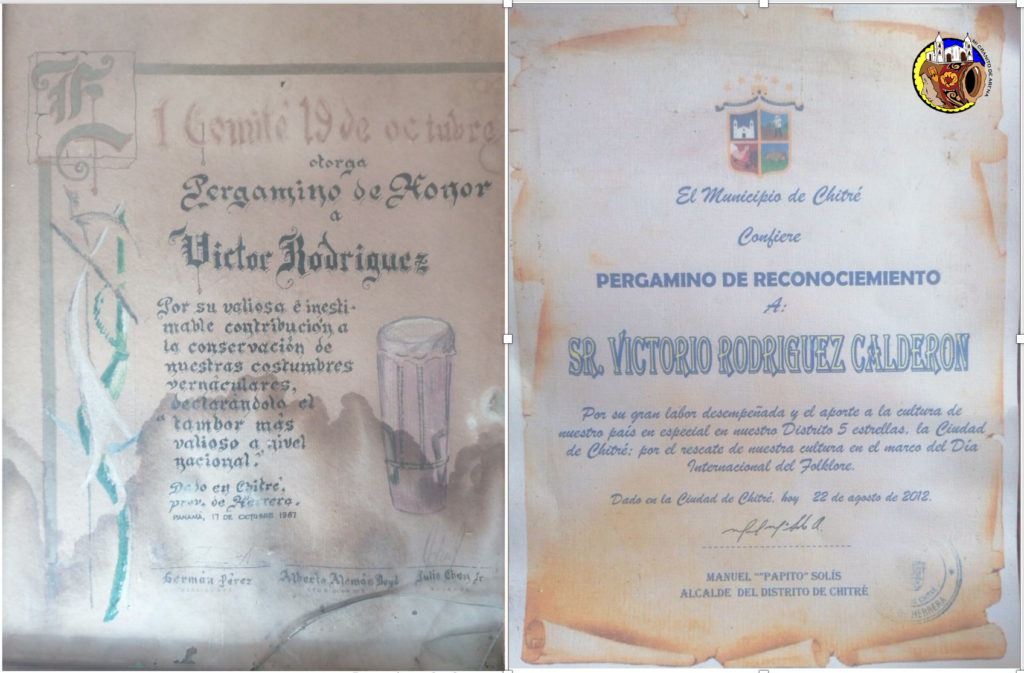 I Comité 19 de octubre
otorga
Pergamino de Honor
a
Victor Rodriguez
Por su valiosa é inesti-
mable contribución a
la conservación de
nuestras costumbres
vernáculares,
declarandolo el
"tambor más
valioso a nivel
nacional."
Dado en Chitré,
prov. de Herrera.
PANAMÁ, 17 DE OCTUBRE 1987
Germán Pérez
Alberto Alemán Boyd
Julio Chen Jr.
MI GRANITO DE ARENA
El Municipio de Chitré
Confiere
PERGAMINO DE RECONOCIEMIENTO
A:
SR. VICTORIO RODRIGUEZ CALDERON
Por su gran labor desempeñada y el aporte a la cultura de
nuestro país en especial en nuestro Distrito 5 estrellas, la Ciudad
de Chitré; por el rescate de nuestra cultura en el marco del Día
Internacional del Folklore.
Dado en la Ciudad de Chitré, hoy 22 de agosto de 2012.
MANUEL ""PAPITO" SOLÍS
ALCALDE DEL DISTRITO DE CHITRÉ
HERRERA